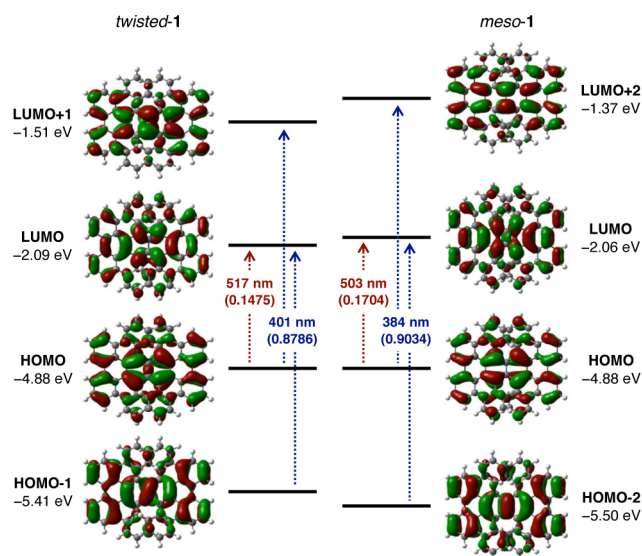 twisted-1
meso-1
LUMO+1
−1.51 eV
LUMO+2
−1.37 eV
LUMO
−2.09 eV
LUMO
−2.06 eV
517 nm
(0.1475)
401 nm
(0.8786)
503 nm
(0.1704)
384 nm
(0.9034)
HOMO
−4.88 eV
HOMO
−4.88 eV
HOMO-1
−5.41 eV
HOMO-2
−5.50 eV